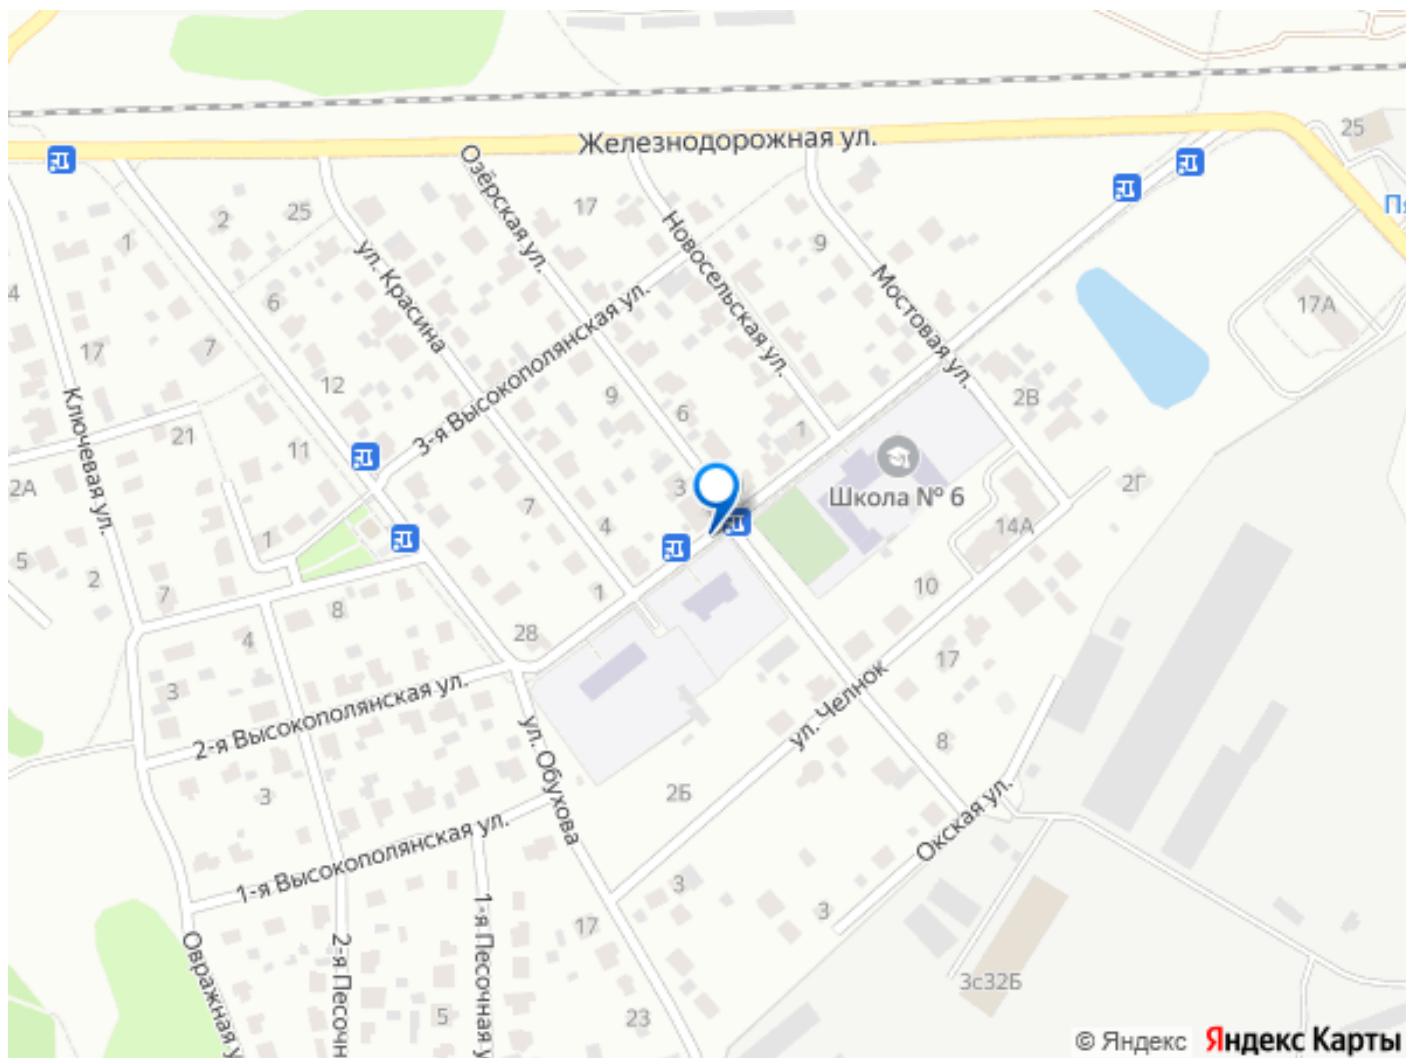 Железнодорожная ул.
25
Пя
Озёрская ул.
17
2
25
1
Новосельская ул.
9
ул. Красина
Мостовая ул.
4
6
3-я Высокополянская ул.
17А
17
7
12
9
6
2В
Ключевая ул.
21
11
1
2А
3
Школа № 6
2Г
7
4
14А
1
5
2
7
8
1
10
4
28
17
3
2-я Высокополянская ул.
ул. Челнок
8
ул. Обухова
3
2Б
Окская ул.
1-я Высокополянская ул.
3
3
1-я Песочная у
17
2-я Песочн
Овражная у
3с32Б
5
23
© Яндекс
Яндекс Карты